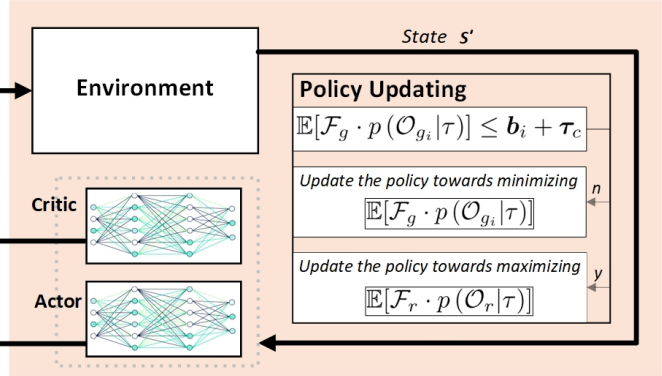 State s'
Environment
Policy Updating
𝔼[ℱ_g · p (𝒪_{g_i}|τ)] ≤ b_i + τ_c
Update the policy towards minimizing
n
𝔼[ℱ_g · p (𝒪_{g_i}|τ)]
Update the policy towards maximizing
y
𝔼[ℱ_r · p (𝒪_r|τ)]
Critic
Actor